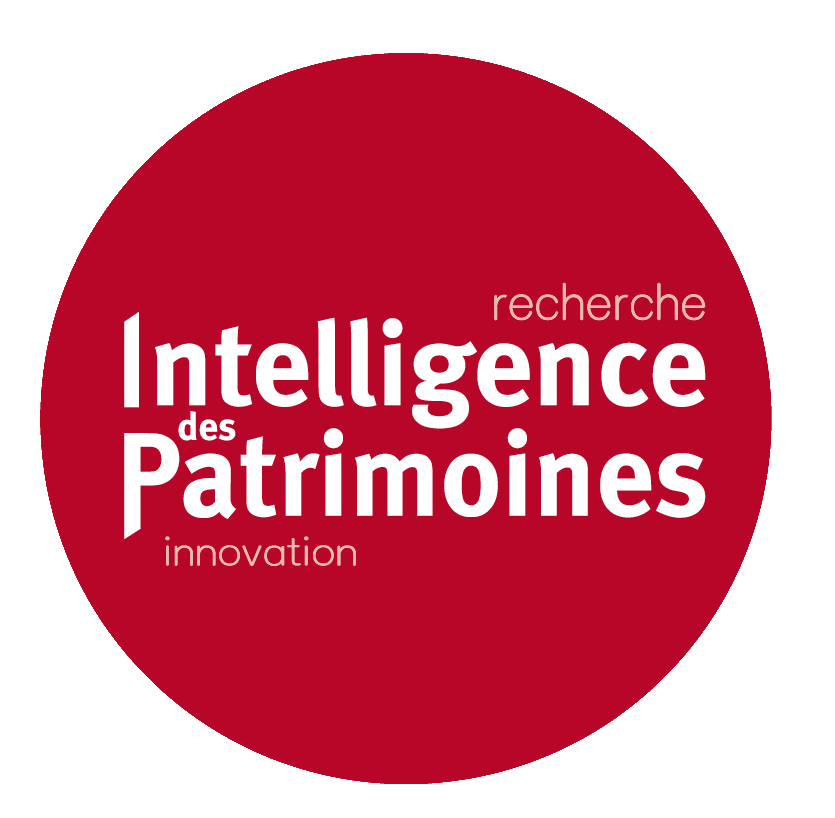 recherche
Intelligence
des
Patrimoines
innovation